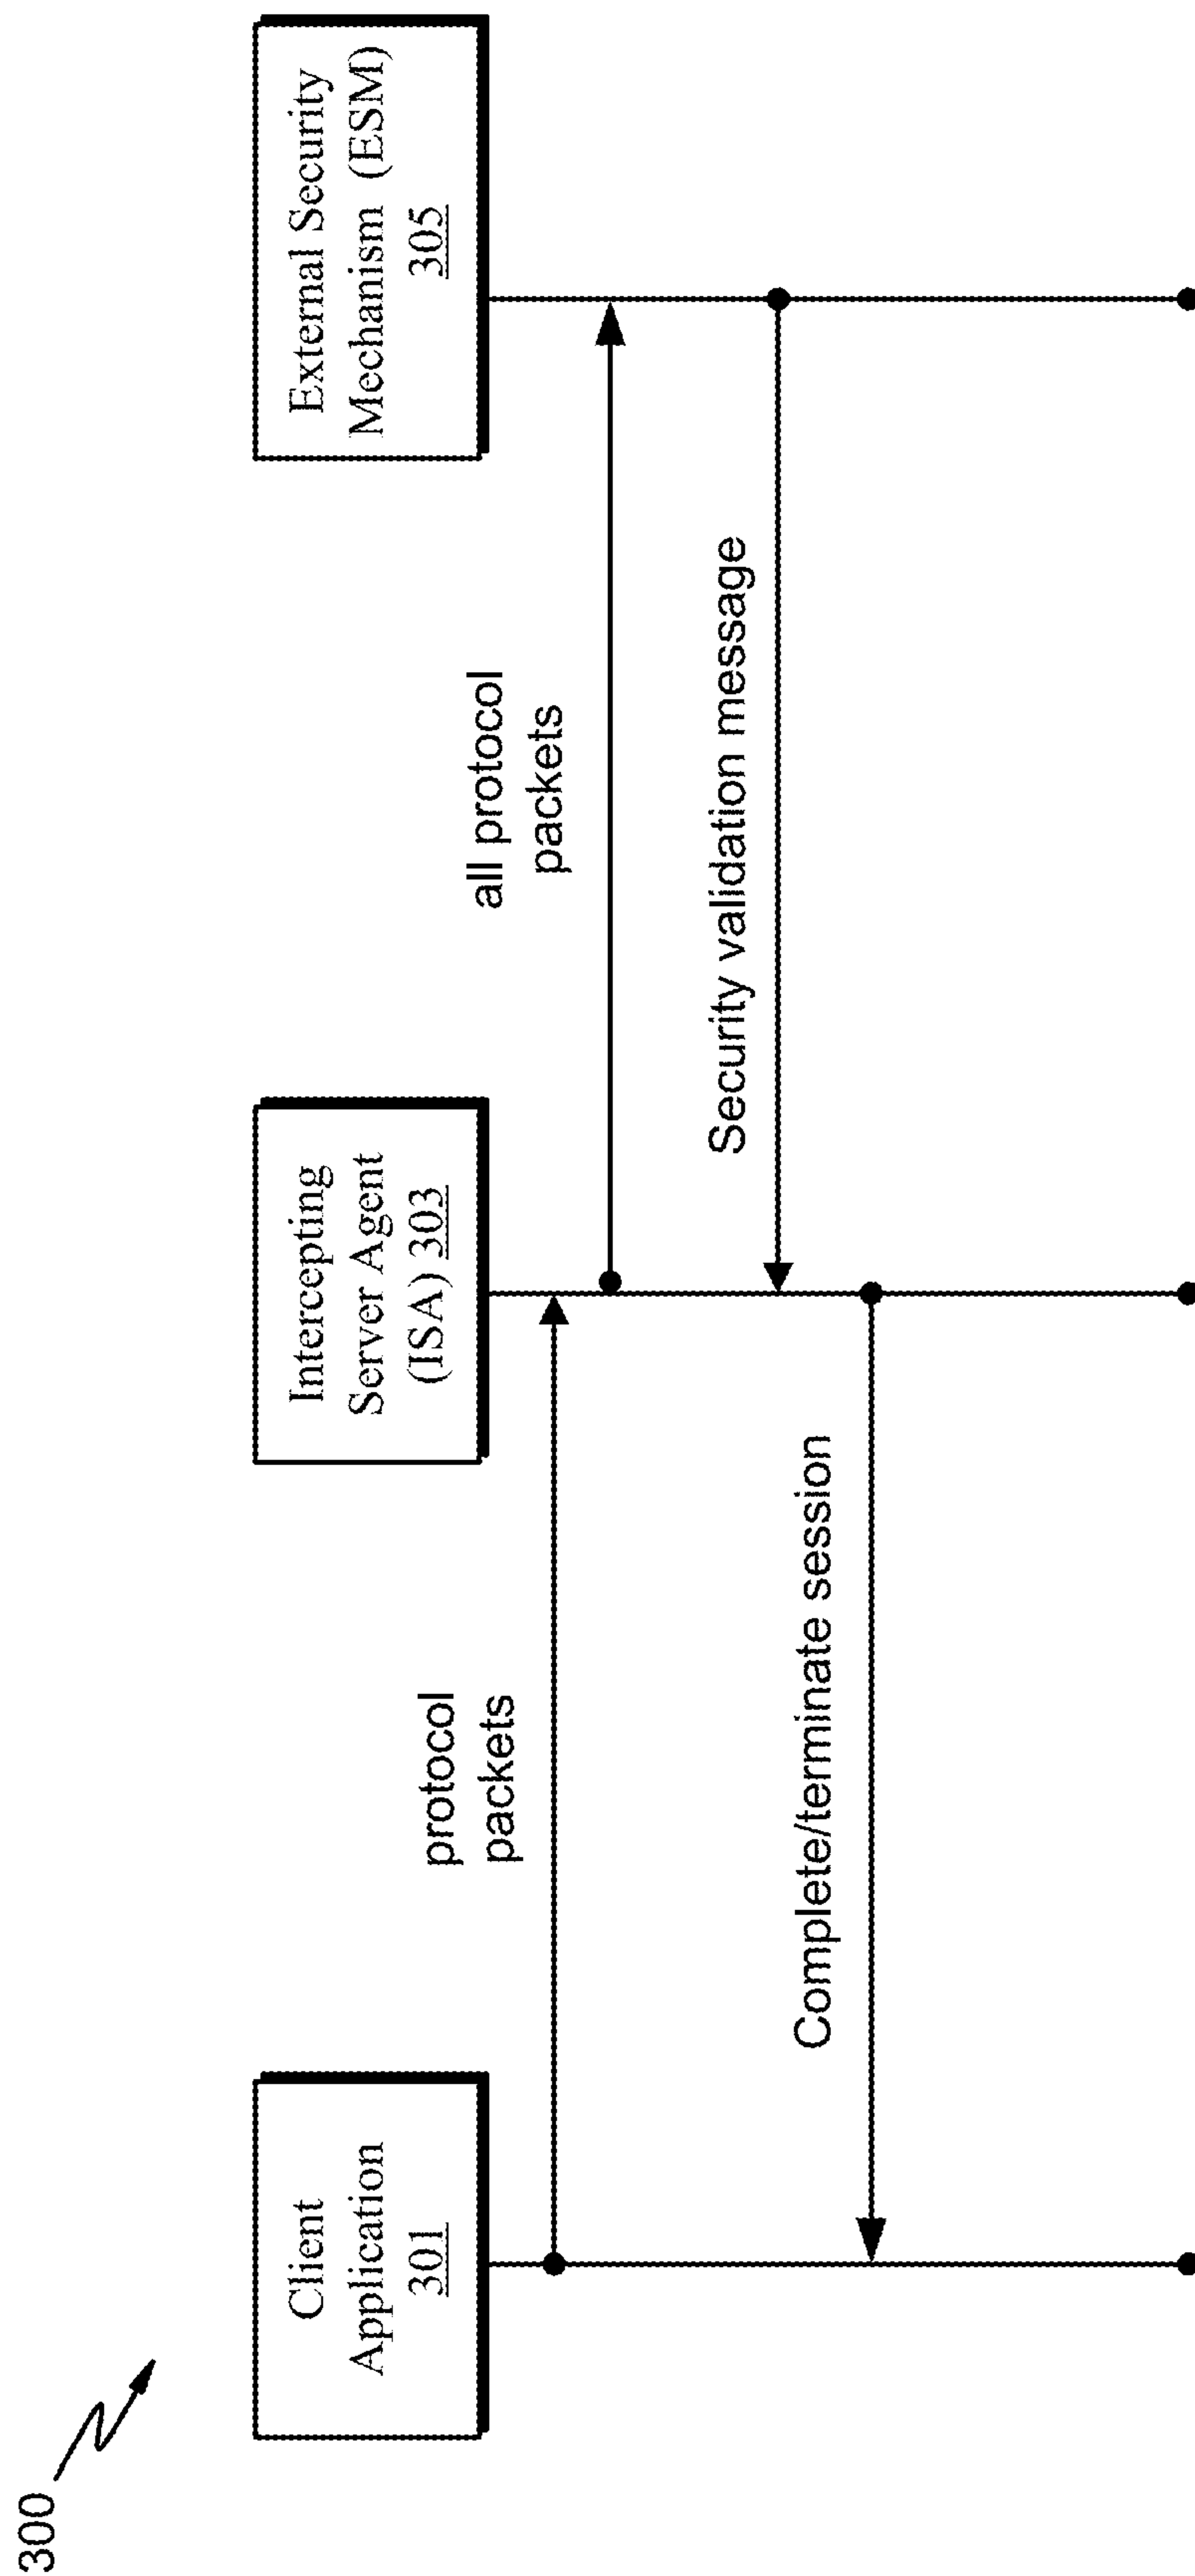 300
Client
Application
301
Intercepting
Server Agent
(ISA) 303
External Security
Mechanism (ESM)
305
protocol
packets
all protocol
packets
Security validation message
Complete/terminate session